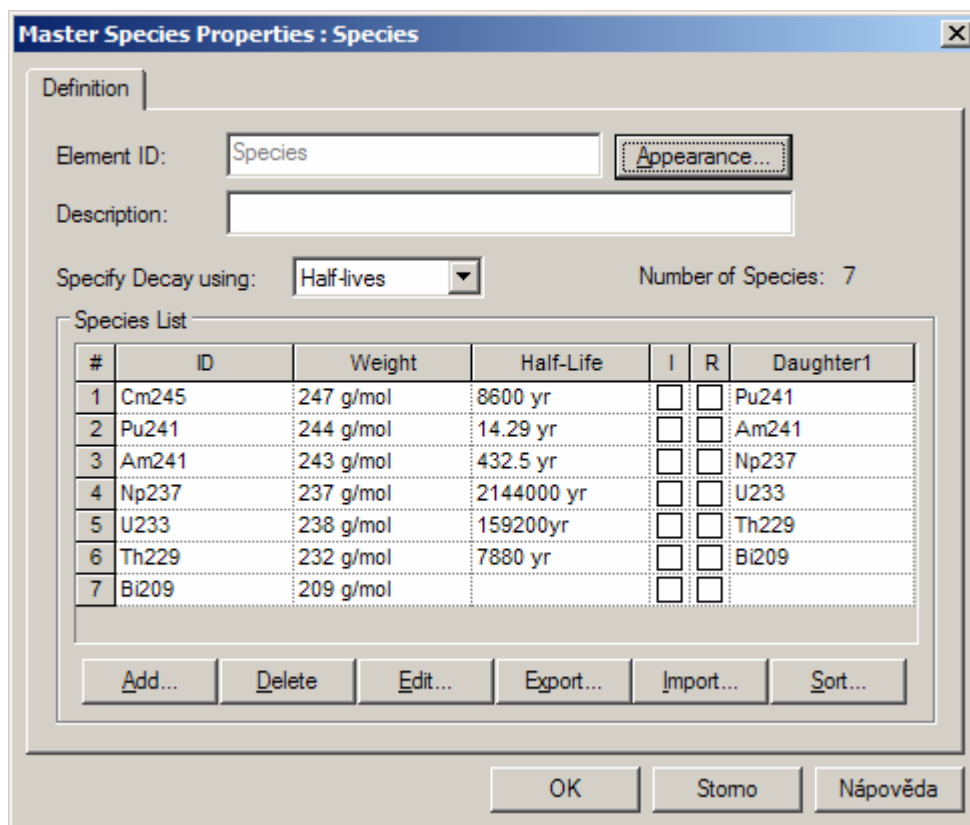 Master Species Properties : Species
Definition
Element ID: Species Appearance...
Description:
Specify Decay using: Half-lives Number of Species: 7
Species List
# ID Weight Half-Life I R Daughter1
1 Cm245 247 g/mol 8600 yr Pu241
2 Pu241 244 g/mol 14.29 yr Am241
3 Am241 243 g/mol 432.5 yr Np237
4 Np237 237 g/mol 2144000 yr U233
5 U233 238 g/mol 159200yr Th229
6 Th229 232 g/mol 7880 yr Bi209
7 Bi209 209 g/mol
Add... Delete Edit... Export... Import... Sort...
OK Storno Nápověda